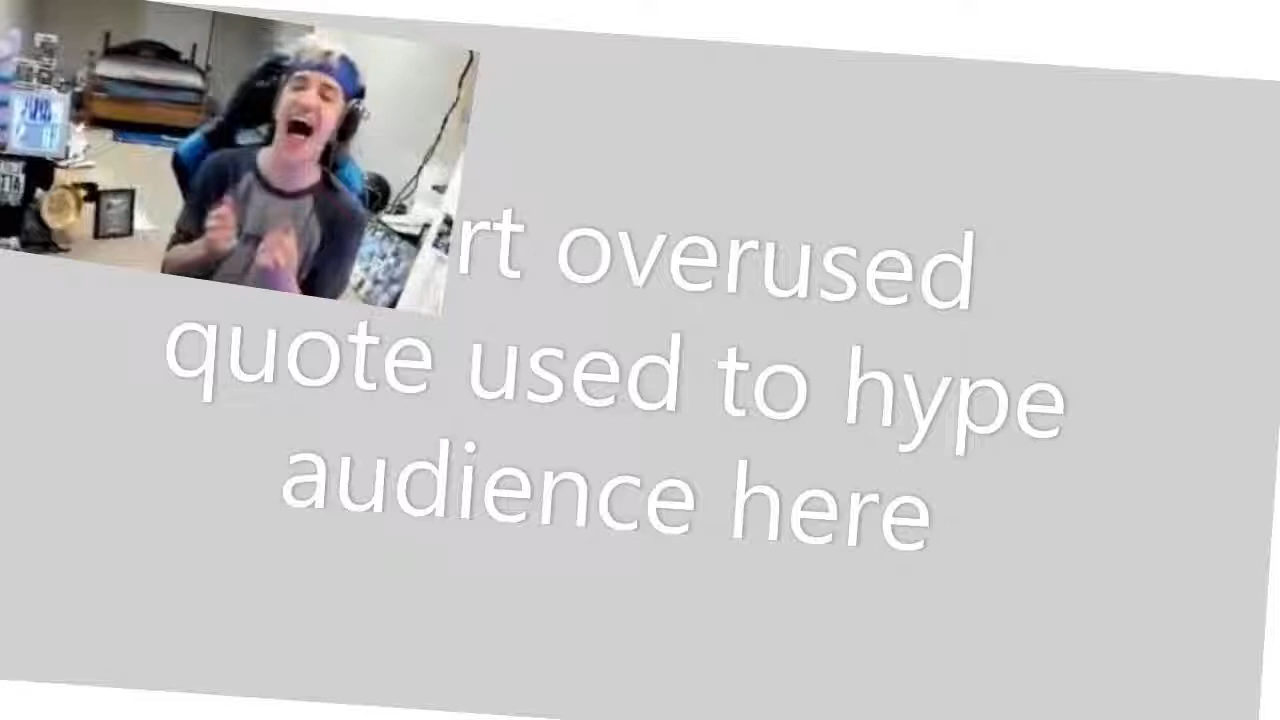 rt overused
quote used to hype
audience here